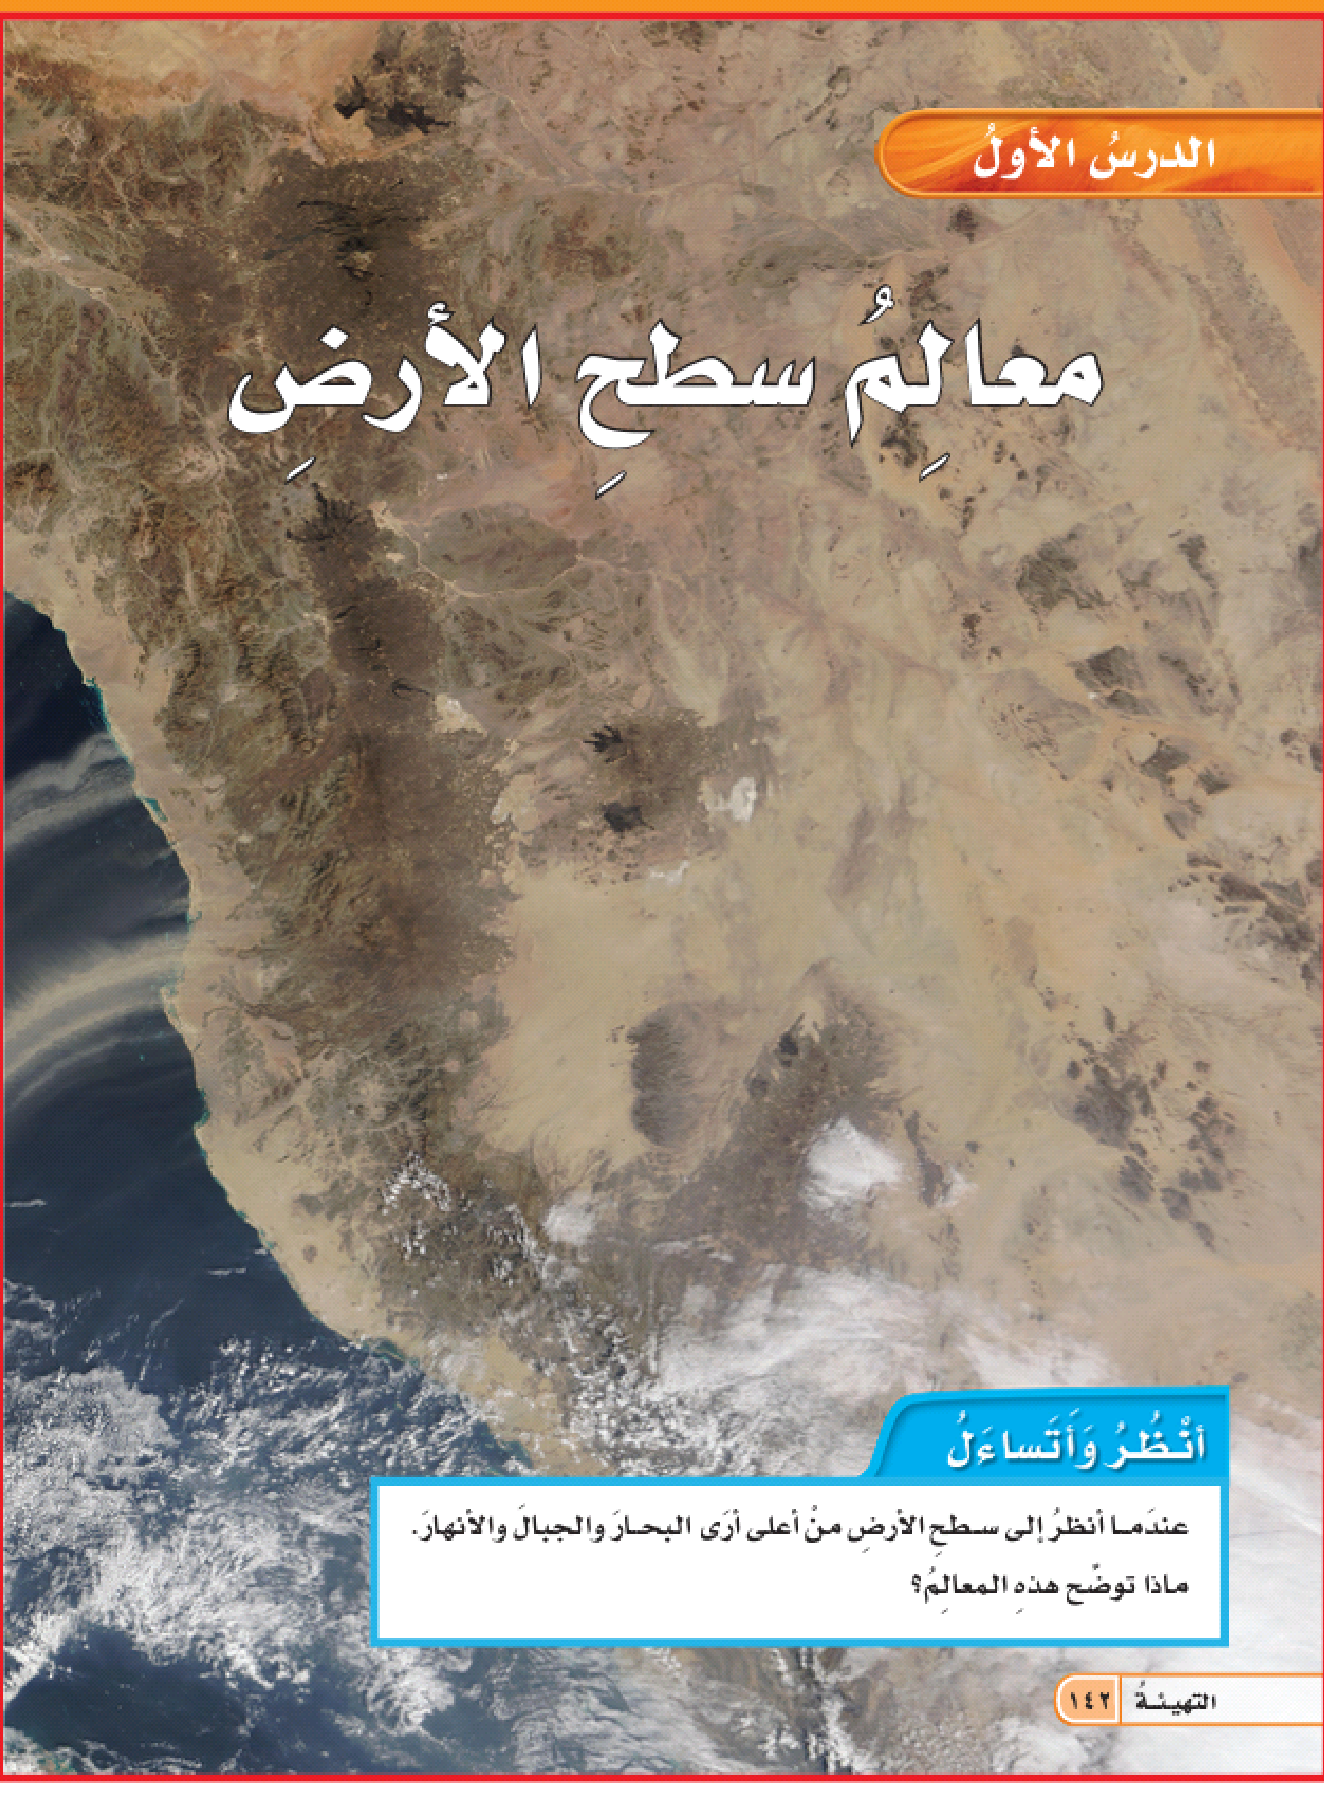 الدرسُ الأولُ
معالِمُ سطحِ الأرضِ
أنْظُرُ وَأَتَساءَلُ
عندَما أنظرُ إلى سطحِ الأرضِ منْ أعلى أرَى البحارَ والجبالَ والأنهارَ.
ماذا توضّح هذهِ المعالِمُ؟
التهيئةُ ١٤٢